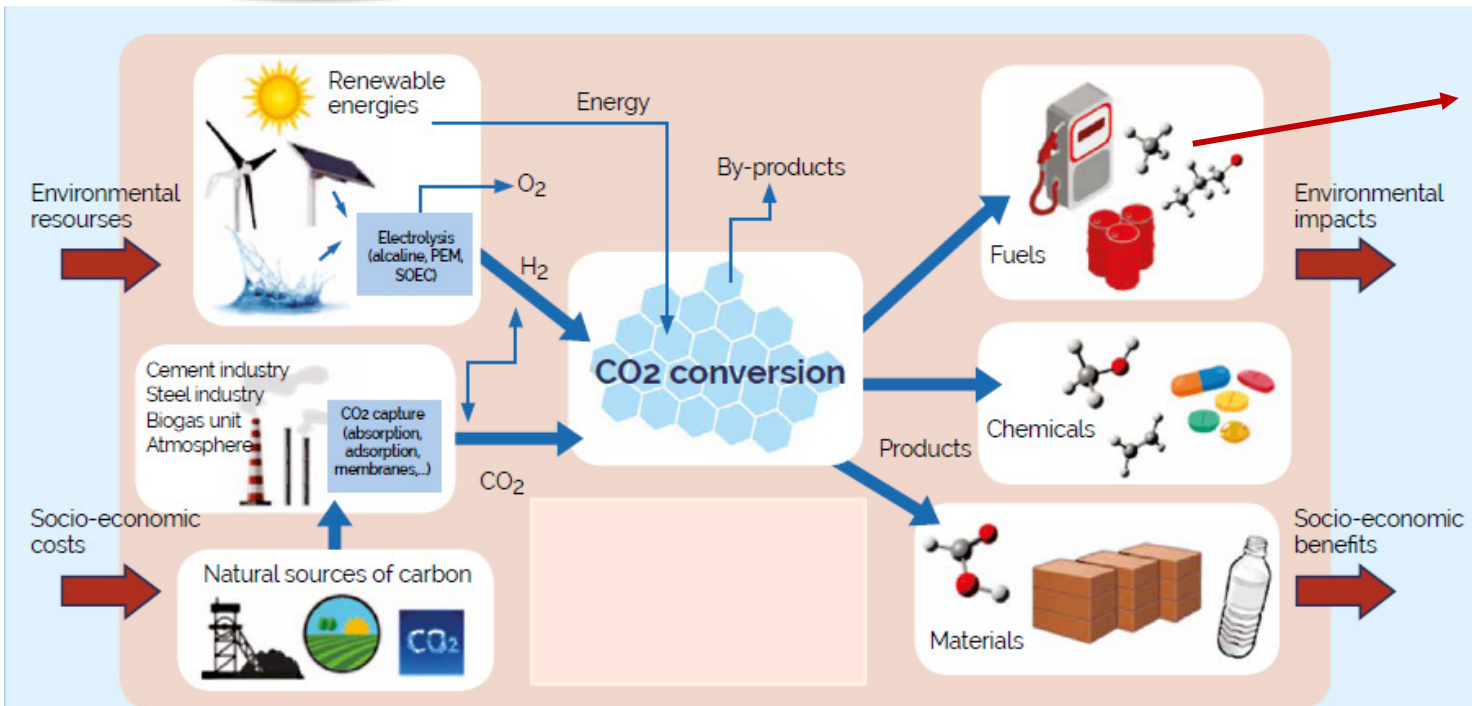 Renewable
energies
Energy
By-products
O2
Environmental
resourses
Electrolysis
(alcaline, PEM,
SOEC)
H2
Fuels
Environmental
impacts
Cement industry
Steel industry
Biogas unit
Atmosphere
CO2 capture
(absorption,
adsorption,
membranes,...)
CO2
CO2 conversion
Chemicals
Products
Socio-economic
costs
Natural sources of carbon
CO2
Materials
Socio-economic
benefits